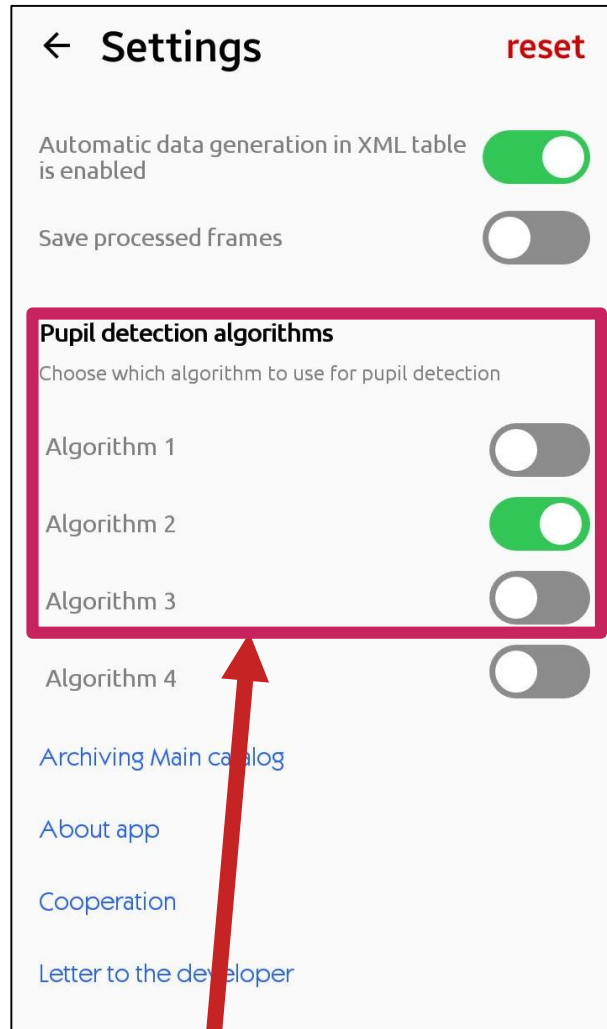 ← Settings reset
Automatic data generation in XML table
is enabled
Save processed frames
Pupil detection algorithms
Choose which algorithm to use for pupil detection
Algorithm 1
Algorithm 2
Algorithm 3
Algorithm 4
Archiving Main catalog
About app
Cooperation
Letter to the developer